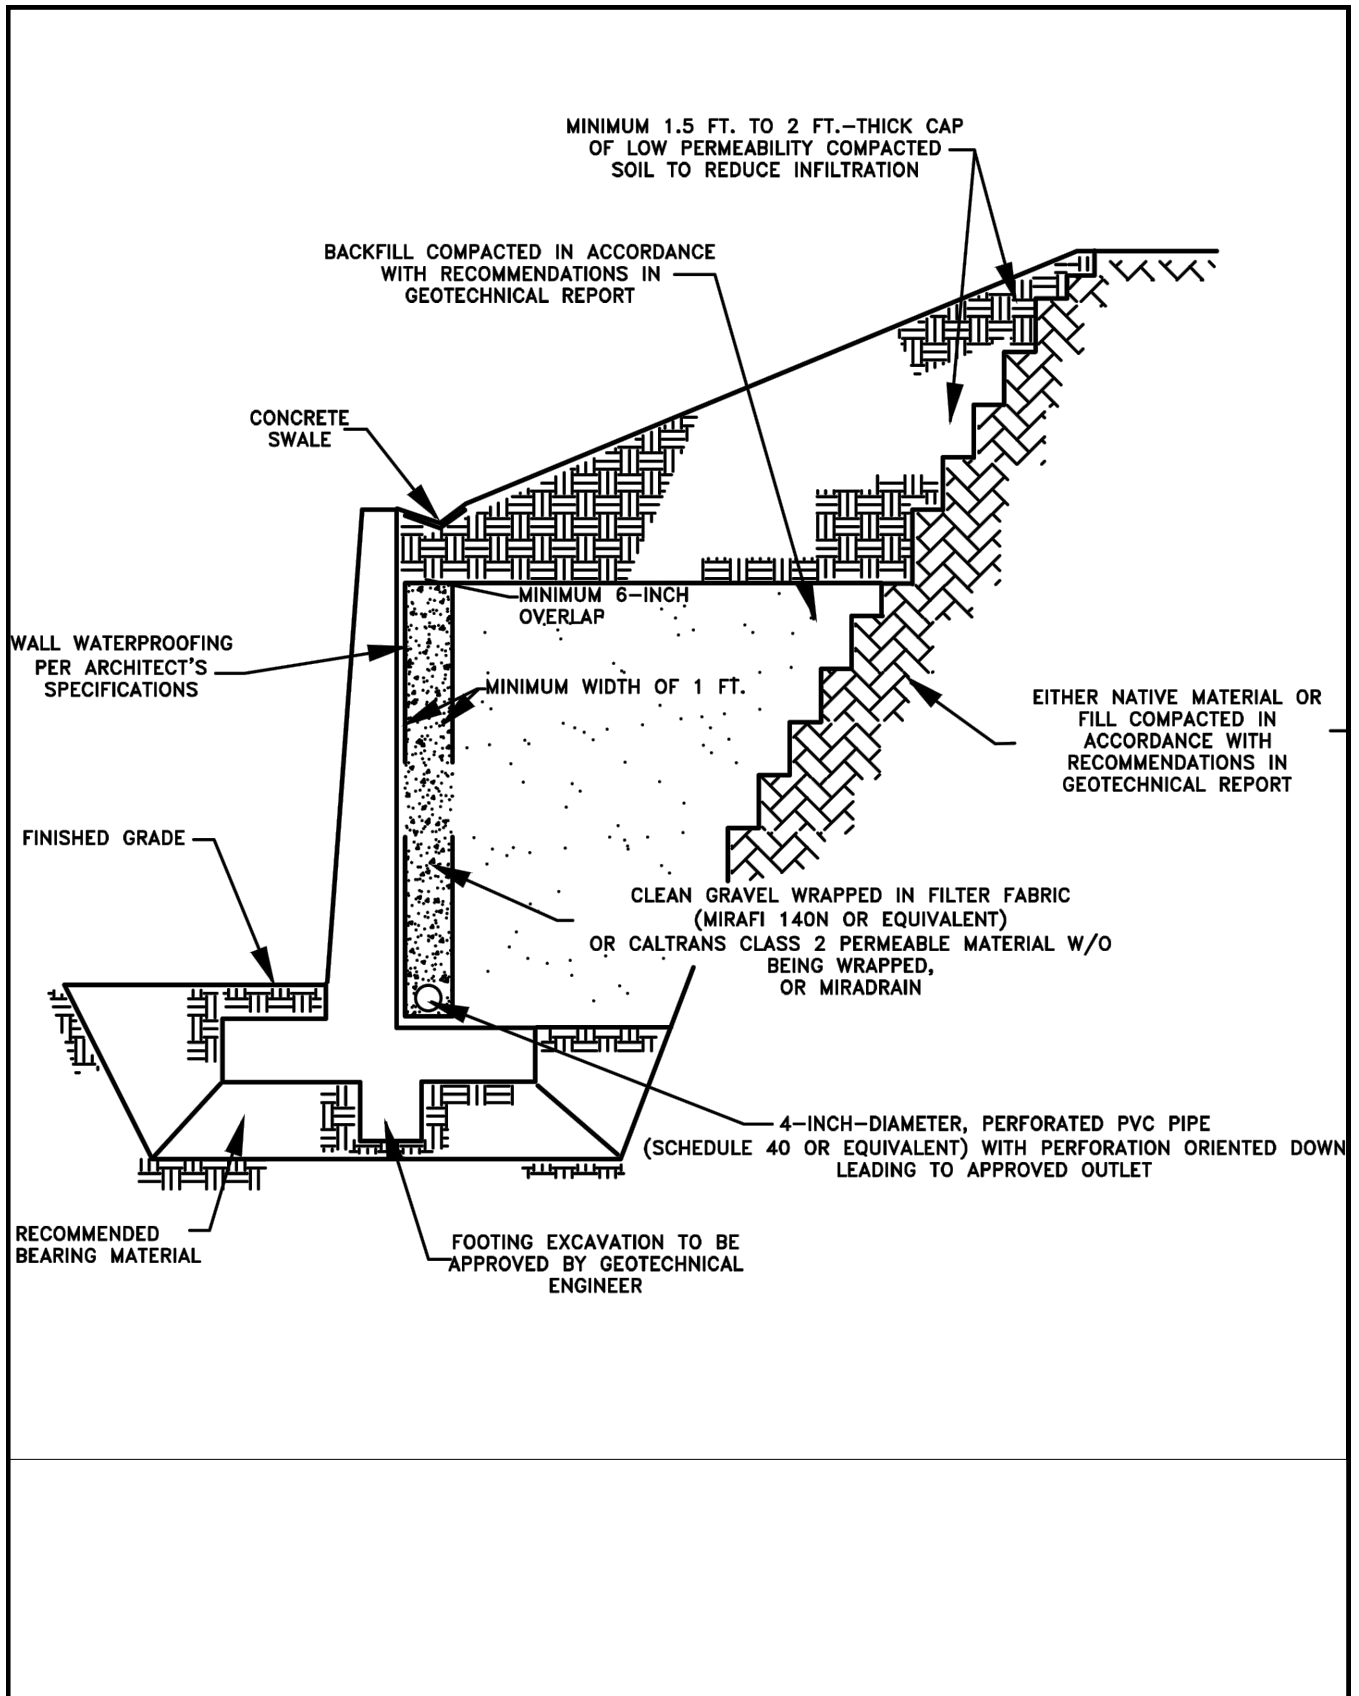 MINIMUM 1.5 FT. TO 2 FT.-THICK CAP
OF LOW PERMEABILITY COMPACTED
SOIL TO REDUCE INFILTRATION
BACKFILL COMPACTED IN ACCORDANCE
WITH RECOMMENDATIONS IN
GEOTECHNICAL REPORT
CONCRETE
SWALE
MINIMUM 6-INCH
OVERLAP
WALL WATERPROOFING
PER ARCHITECT'S
SPECIFICATIONS
MINIMUM WIDTH OF 1 FT.
EITHER NATIVE MATERIAL OR
FILL COMPACTED IN
ACCORDANCE WITH
RECOMMENDATIONS IN
GEOTECHNICAL REPORT
FINISHED GRADE
CLEAN GRAVEL WRAPPED IN FILTER FABRIC
(MIRAFI 140N OR EQUIVALENT)
OR CALTRANS CLASS 2 PERMEABLE MATERIAL W/O
BEING WRAPPED,
OR MIRADRAIN
4-INCH-DIAMETER, PERFORATED PVC PIPE
(SCHEDULE 40 OR EQUIVALENT) WITH PERFORATION ORIENTED DOWN
LEADING TO APPROVED OUTLET
RECOMMENDED
BEARING MATERIAL
FOOTING EXCAVATION TO BE
APPROVED BY GEOTECHNICAL
ENGINEER